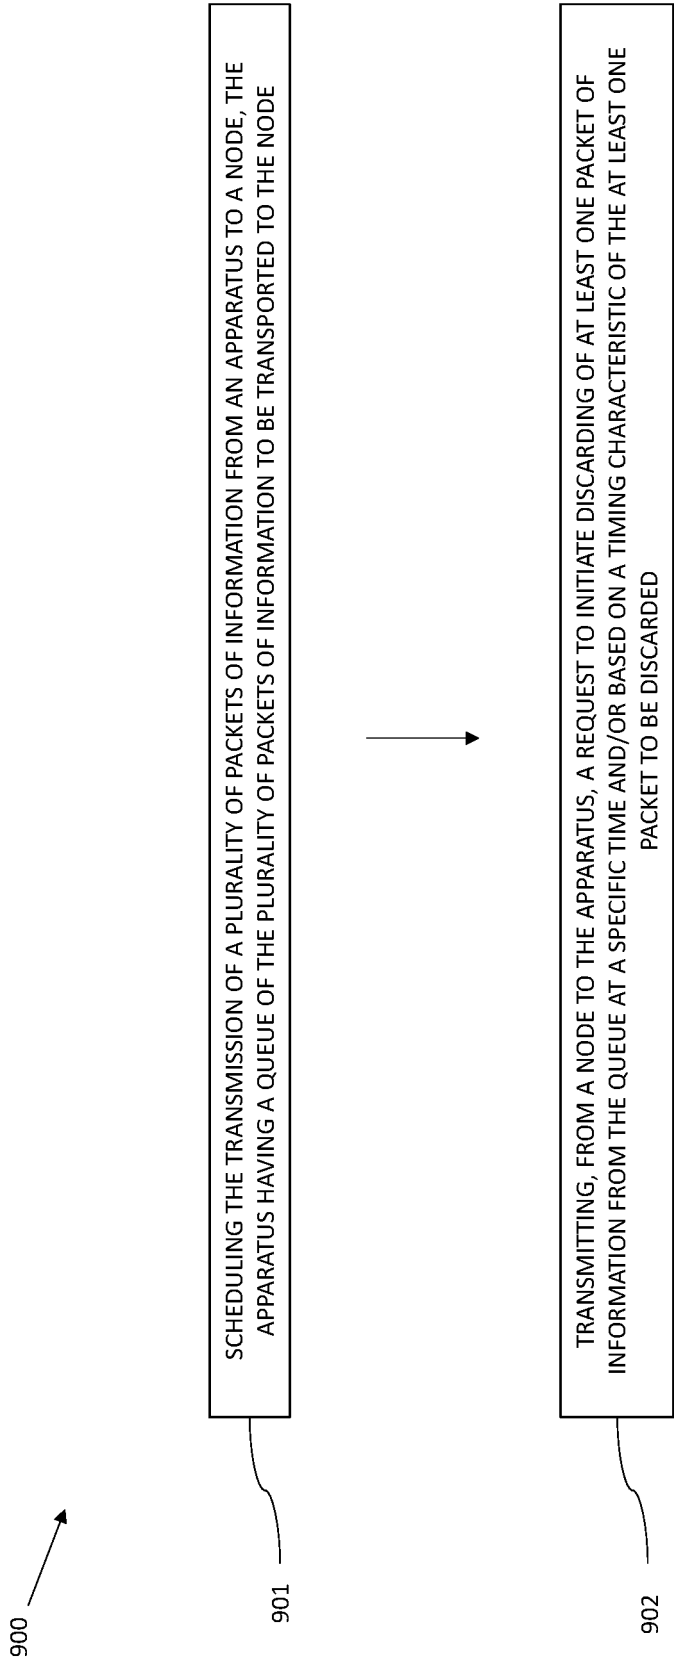 900
901
SCHEDULING THE TRANSMISSION OF A PLURALITY OF PACKETS OF INFORMATION FROM AN APPARATUS TO A NODE, THE
APPARATUS HAVING A QUEUE OF THE PLURALITY OF PACKETS OF INFORMATION TO BE TRANSPORTED TO THE NODE
902
TRANSMITTING, FROM A NODE TO THE APPARATUS, A REQUEST TO INITIATE DISCARDING OF AT LEAST ONE PACKET OF
INFORMATION FROM THE QUEUE AT A SPECIFIC TIME AND/OR BASED ON A TIMING CHARACTERISTIC OF THE AT LEAST ONE
PACKET TO BE DISCARDED